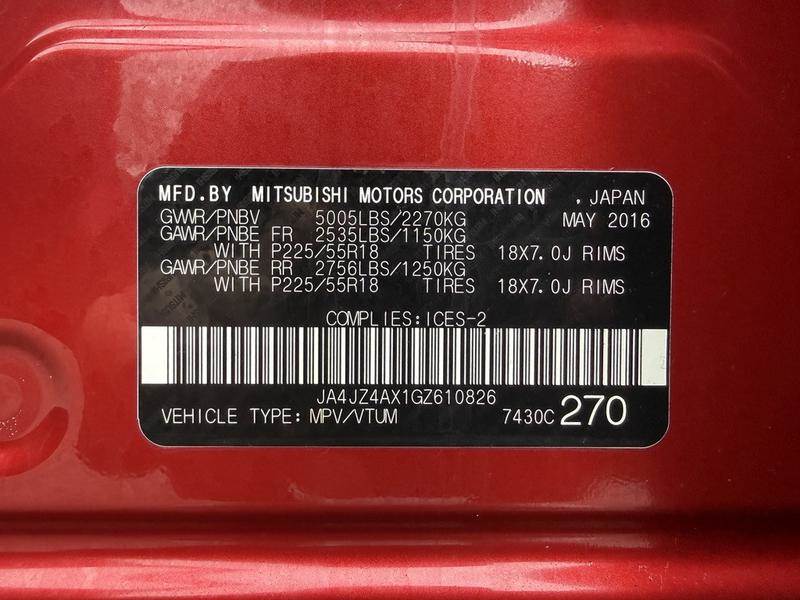 MFD.BY MITSUBISHI MOTORS CORPORATION , JAPAN
GVWR/PNBV 5005LBS/2270KG MAY 2016
GAWR/PNBE FR 2535LBS/1150KG
WITH P225/55R18 TIRES 18X7.0J RIMS
GAWR/PNBE RR 2756LBS/1250KG
WITH P225/55R18 TIRES 18X7.0J RIMS
COMPLIES:ICES-2
JA4JZ4AX1GZ610826
VEHICLE TYPE: MPV/VTUM 7430C 270